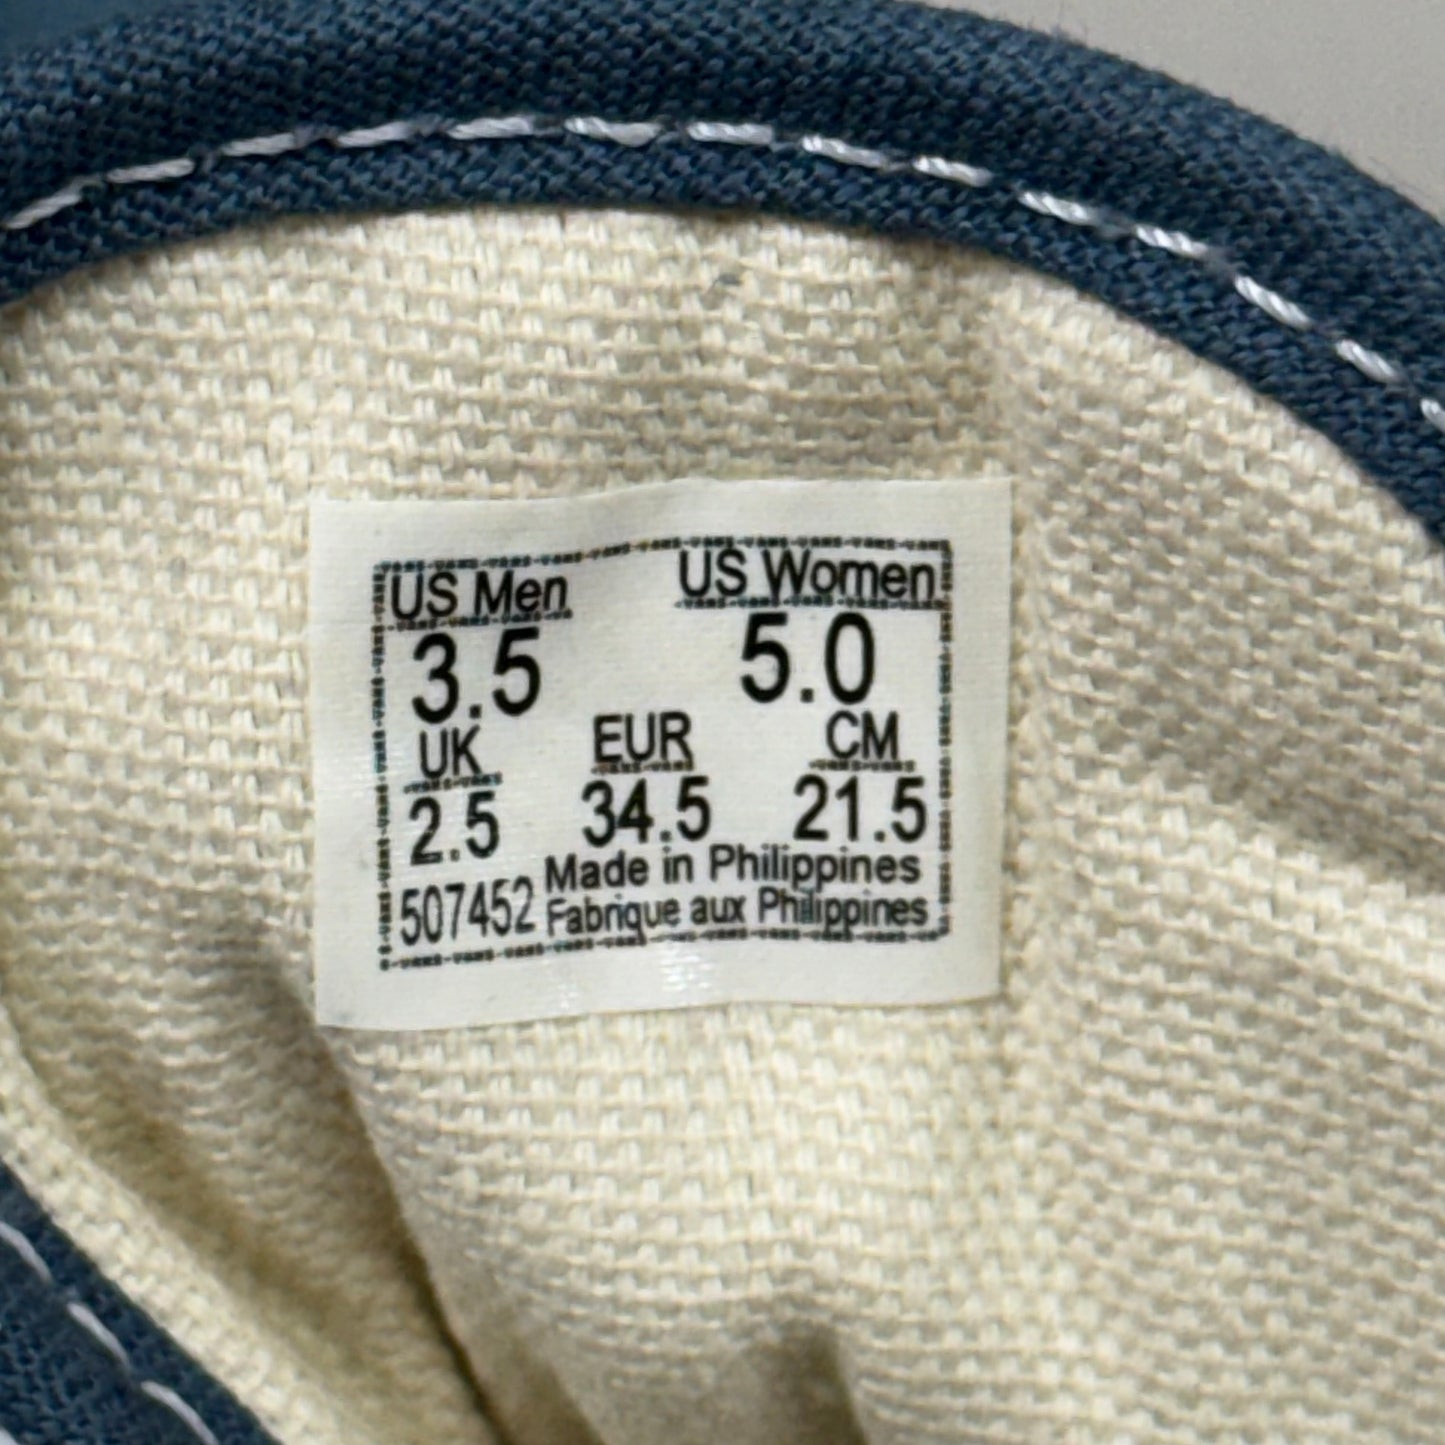 US Men US Women
3.5 5.0
UK EUR CM
2.5 34.5 21.5
Made in Philippines
507452 Fabrique aux Philippines